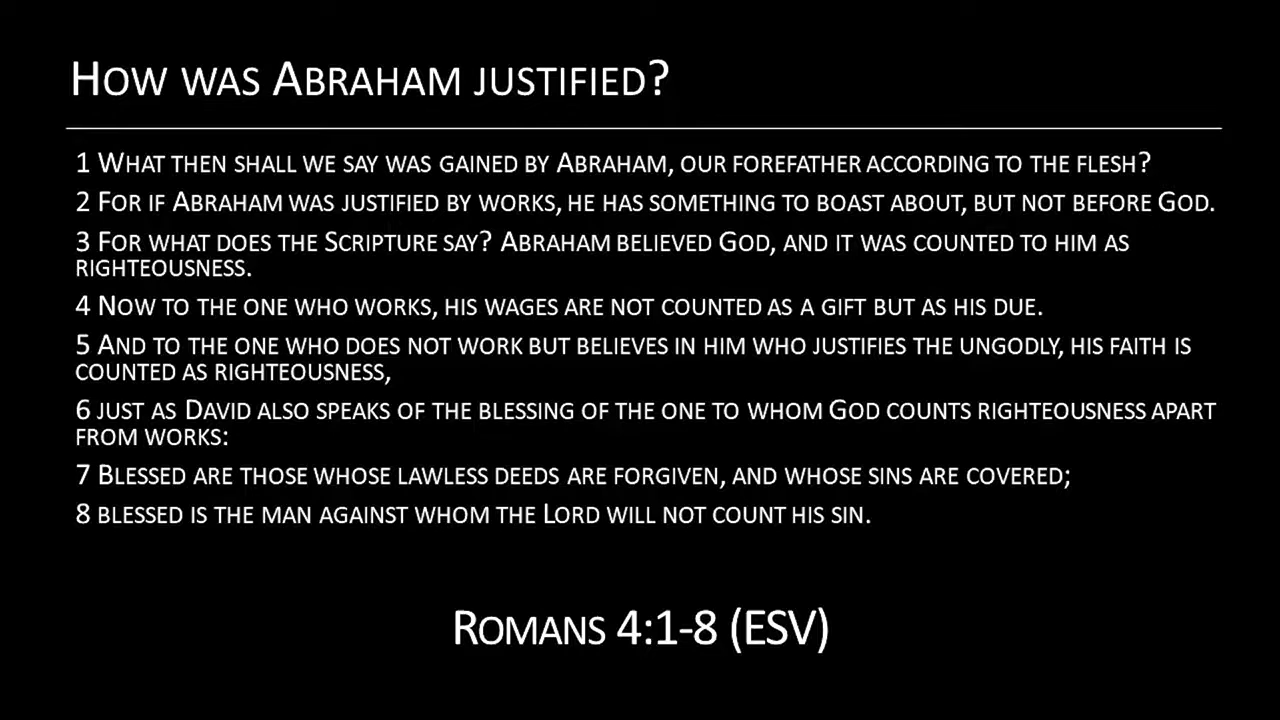 How was Abraham justified?
1 What then shall we say was gained by Abraham, our forefather according to the flesh?
2 For if Abraham was justified by works, he has something to boast about, but not before God.
3 For what does the Scripture say? Abraham believed God, and it was counted to him as
righteousness.
4 Now to the one who works, his wages are not counted as a gift but as his due.
5 And to the one who does not work but believes in him who justifies the ungodly, his faith is
counted as righteousness,
6 just as David also speaks of the blessing of the one to whom God counts righteousness apart
from works:
7 Blessed are those whose lawless deeds are forgiven, and whose sins are covered;
8 blessed is the man against whom the Lord will not count his sin.
Romans 4:1-8 (ESV)